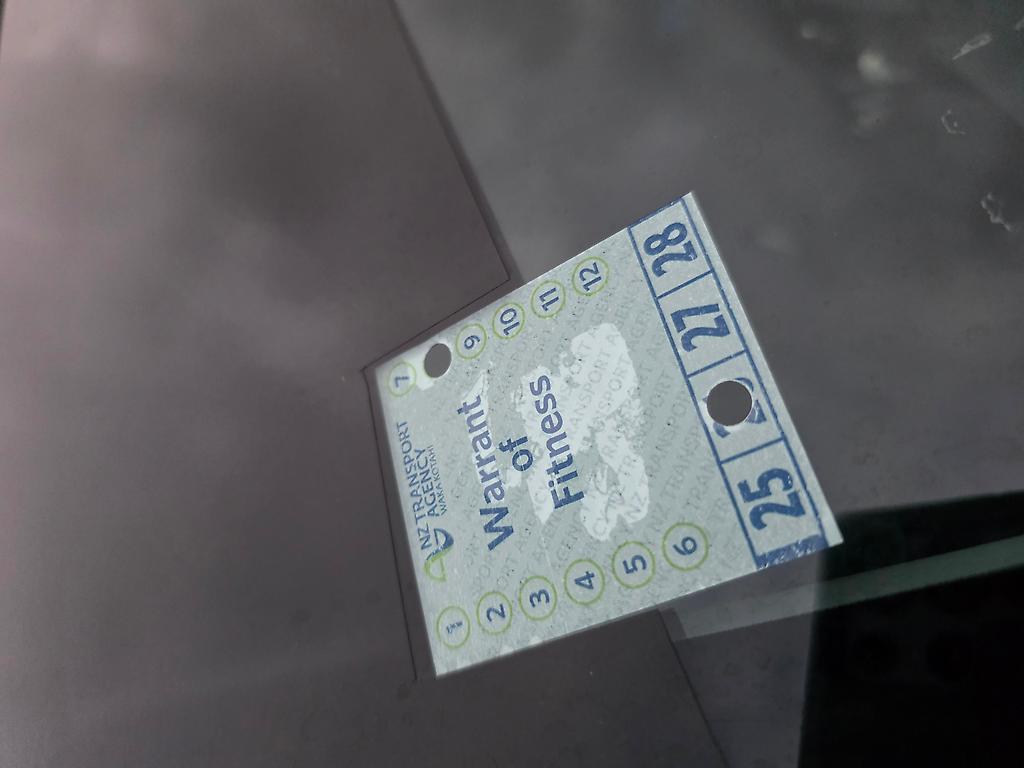 NZ TRANSPORT
AGENCY
WAKA KOTAHI
1
2
3
4
5
6
7
9
10
11
12
Warrant
of
Fitness
25
27
28